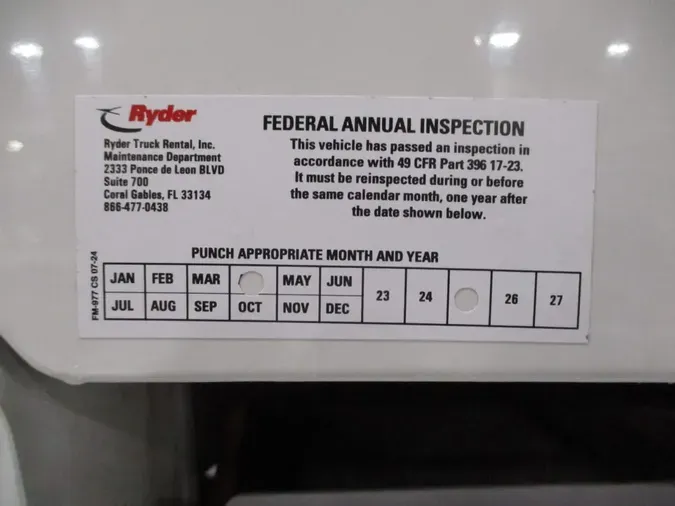 Ryder
Ryder Truck Rental, Inc.
Maintenance Department
2333 Ponce de Leon BLVD
Suite 700
Coral Gables, FL 33134
866-477-0438
FEDERAL ANNUAL INSPECTION
This vehicle has passed an inspection in
accordance with 49 CFR Part 396 17-23.
It must be reinspected during or before
the same calendar month, one year after
the date shown below.
PUNCH APPROPRIATE MONTH AND YEAR
JAN FEB MAR MAY JUN
23 24 26 27
JUL AUG SEP OCT NOV DEC
FM-977 CS 07-24